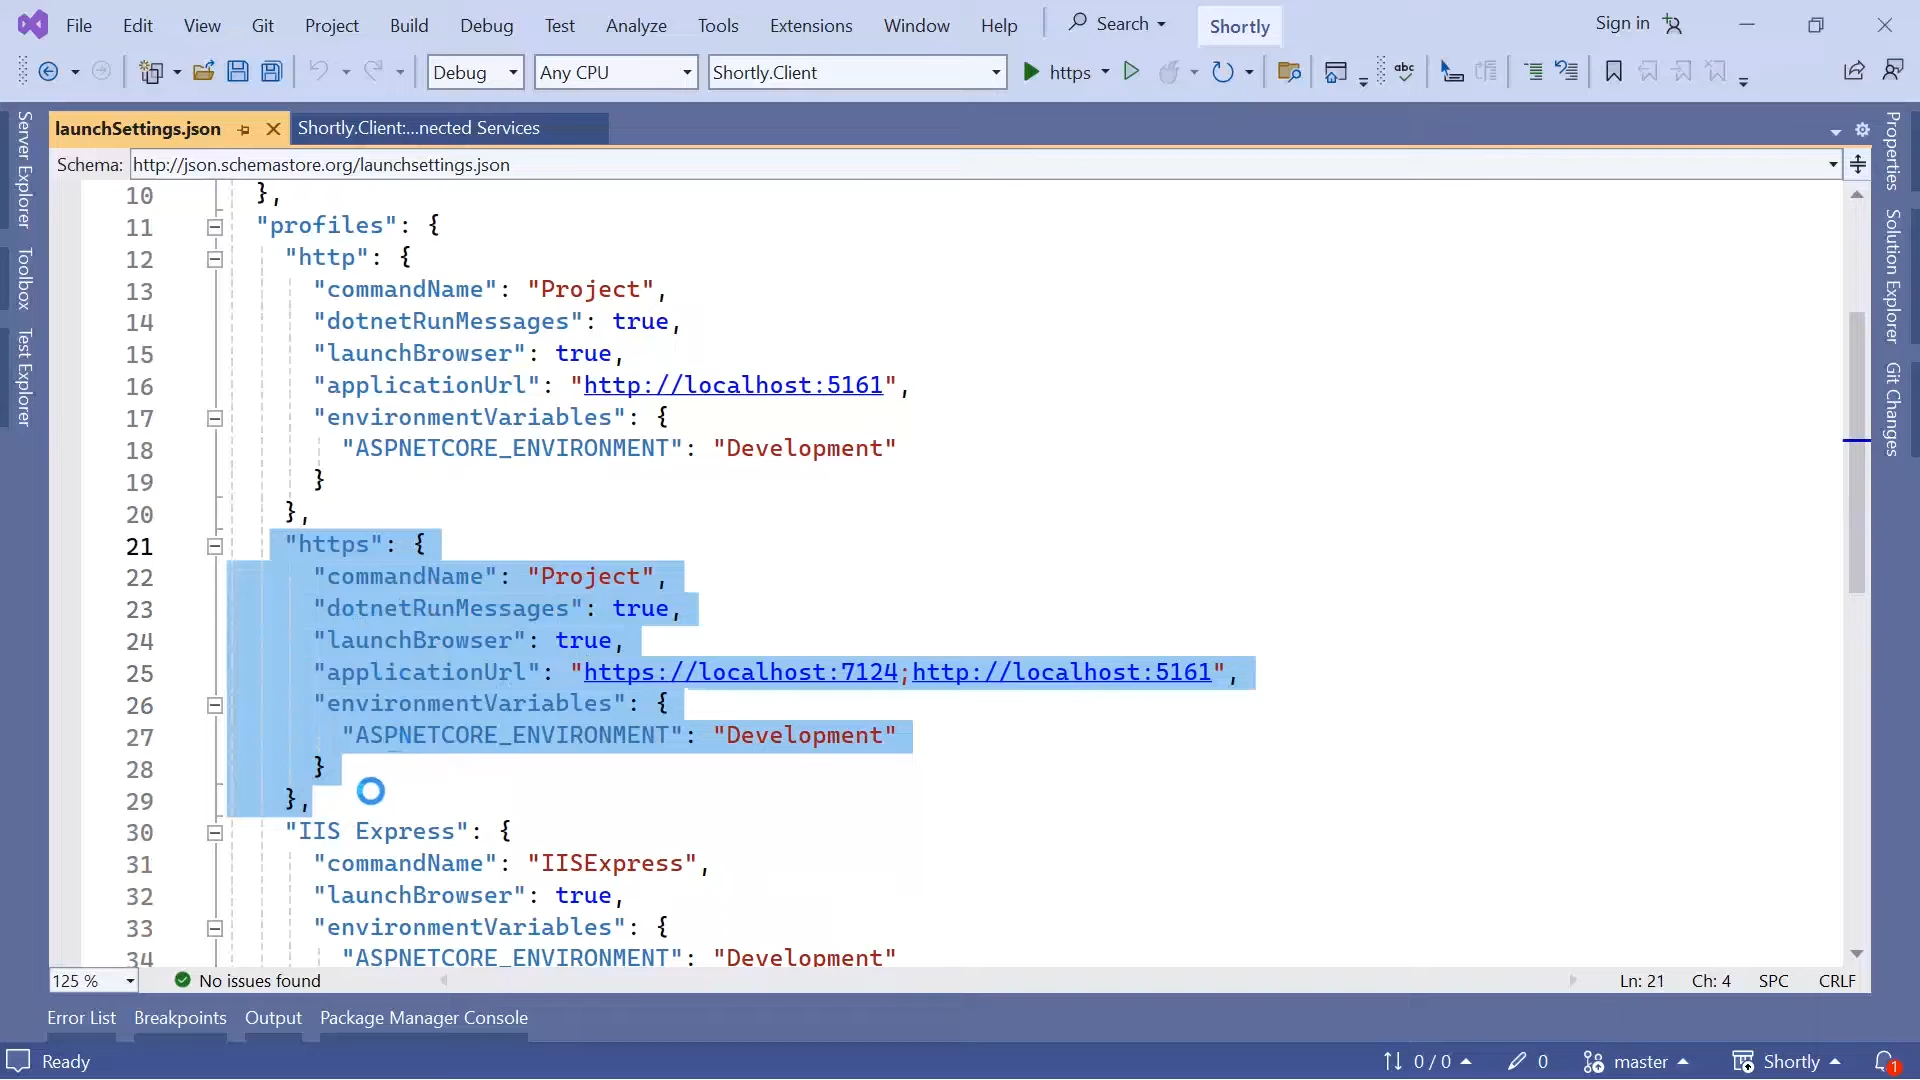 File Edit View Git Project Build Debug Test Analyze Tools Extensions Window Help Search Shortly Sign in
Debug Any CPU Shortly.Client https abc
launchSettings.json Shortly.Client:...nected Services
Schema: http://json.schemastore.org/launchsettings.json
Server Explorer
Toolbox
Test Explorer
10 },
11 "profiles": {
12 "http": {
13 "commandName": "Project",
14 "dotnetRunMessages": true,
15 "launchBrowser": true,
16 "applicationUrl": "http://localhost:5161",
17 "environmentVariables": {
18 "ASPNETCORE_ENVIRONMENT": "Development"
19 }
20 },
21 "https": {
22 "commandName": "Project",
23 "dotnetRunMessages": true,
24 "launchBrowser": true,
25 "applicationUrl": "https://localhost:7124;http://localhost:5161",
26 "environmentVariables": {
27 "ASPNETCORE_ENVIRONMENT": "Development"
28 }
29 },
30 "IIS Express": {
31 "commandName": "IISExpress",
32 "launchBrowser": true,
33 "environmentVariables": {
34 "ASPNETCORE_ENVIRONMENT": "Development"
Properties
Solution Explorer
Git Changes
125 % No issues found Ln: 21 Ch: 4 SPC CRLF
Error List Breakpoints Output Package Manager Console
Ready 0 / 0 0 master Shortly 1